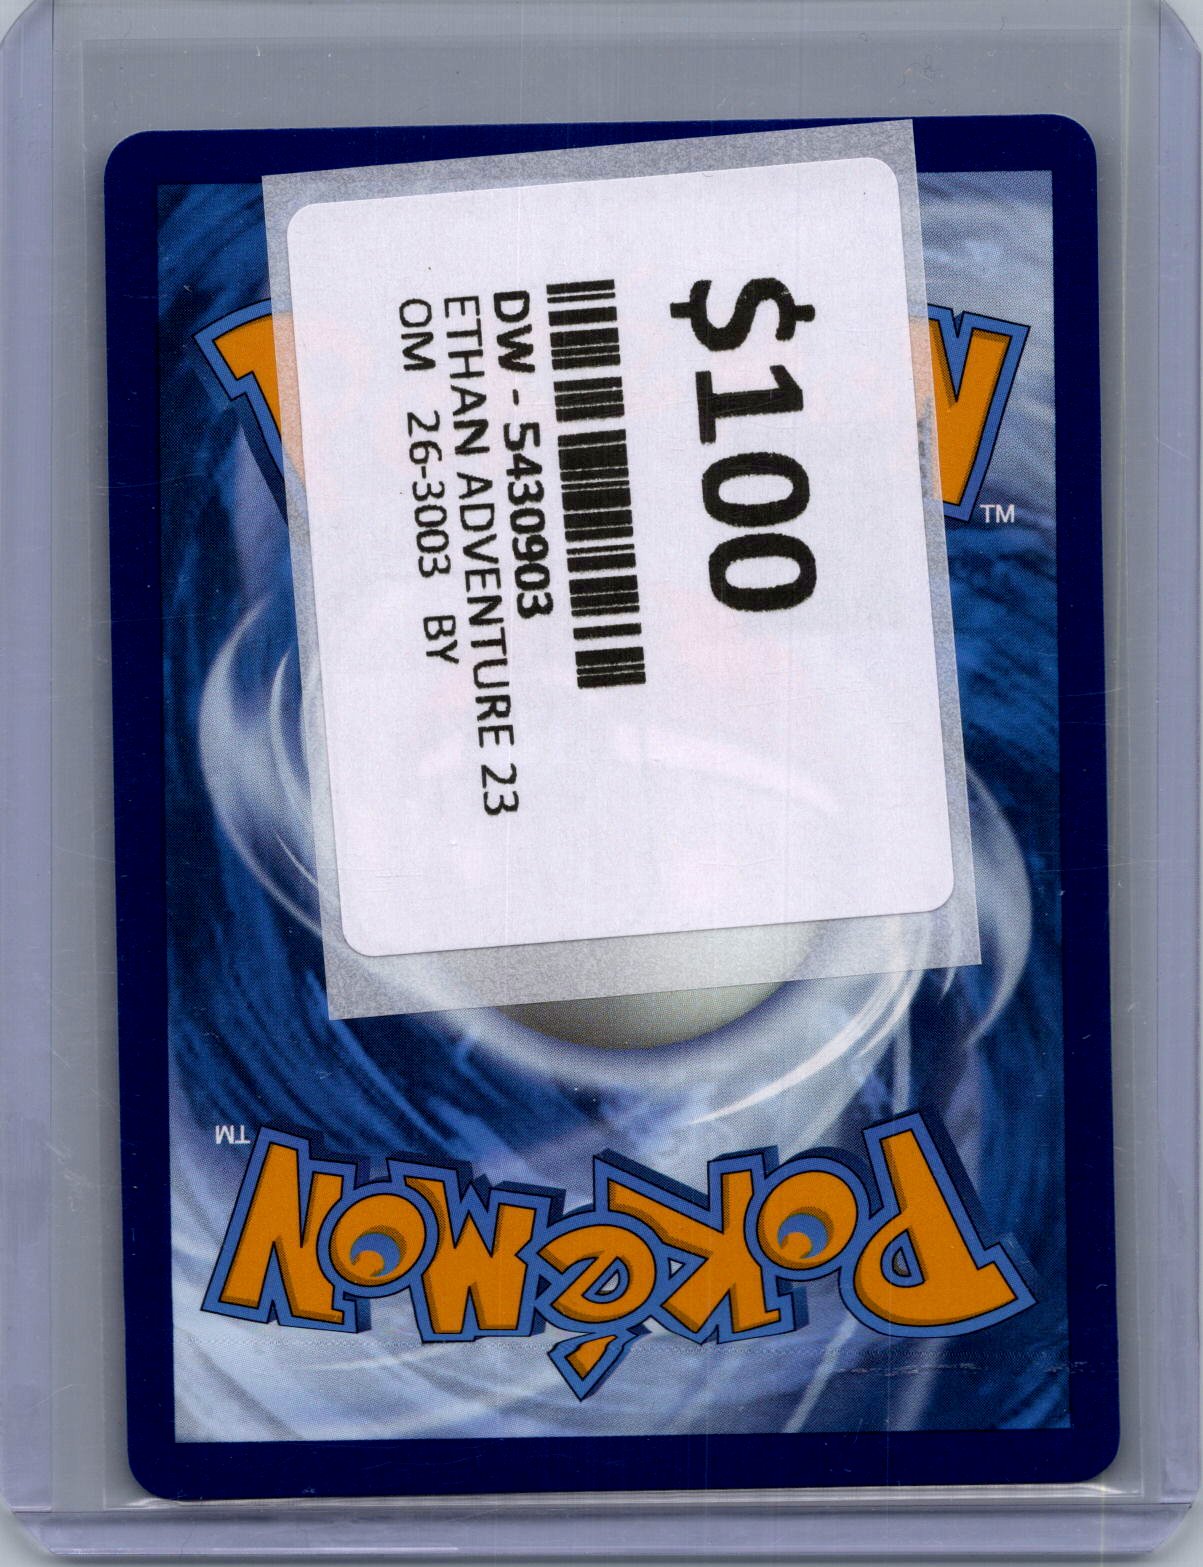 $100
DW - 5430903
ETHAN ADVENTURE 23
OM 26-3003 BY
TM
TM
POKéMON